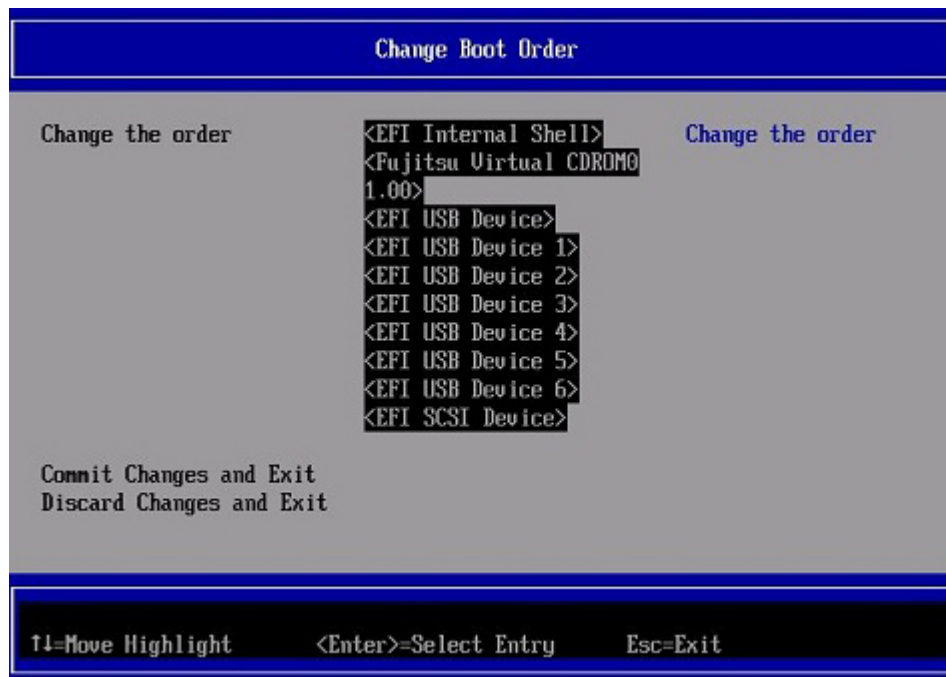 Change Boot Order
Change the order <EFI Internal Shell> Change the order
<Fujitsu Virtual CDROM0
1.00>
<EFI USB Device>
<EFI USB Device 1>
<EFI USB Device 2>
<EFI USB Device 3>
<EFI USB Device 4>
<EFI USB Device 5>
<EFI USB Device 6>
<EFI SCSI Device>
Commit Changes and Exit
Discard Changes and Exit
↑↓=Move Highlight <Enter>=Select Entry Esc=Exit